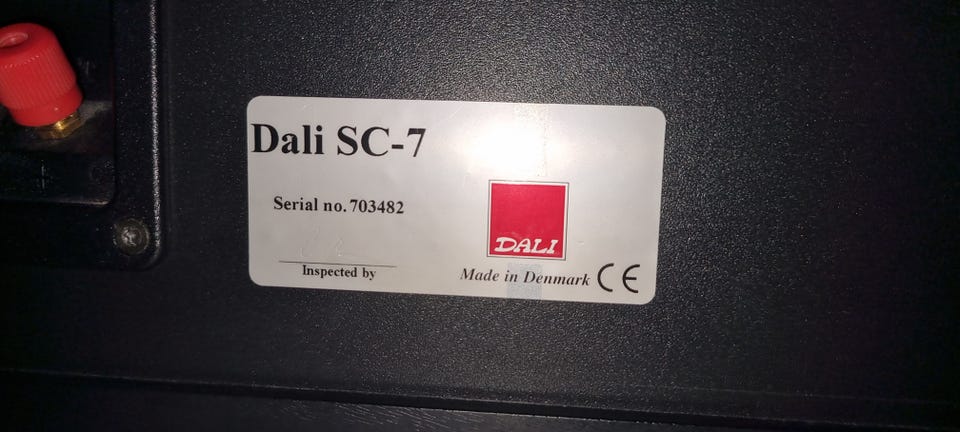 Dali SC-7
Serial no. 703482
DALI
Inspected by
Made in Denmark CE